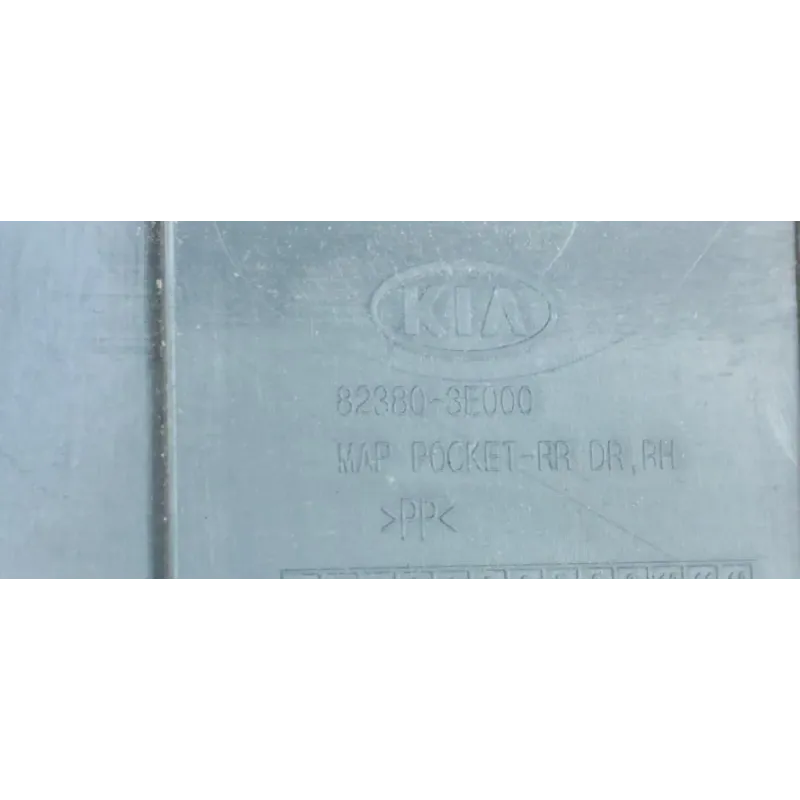 KIA
82380-3E000
MAP POCKET-RR DR,RH
>PP<